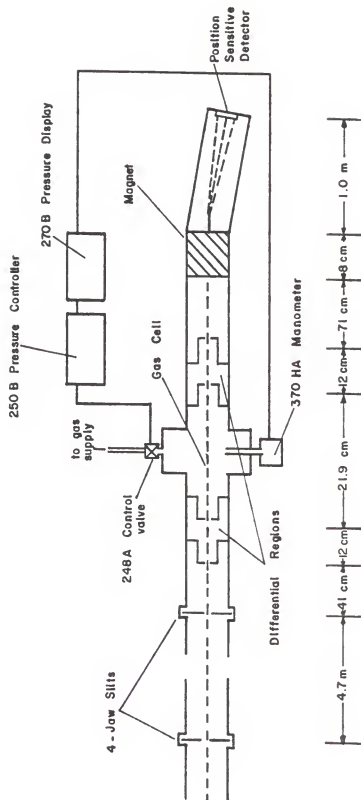 250 B Pressure Controller
270 B Pressure Display
to gas
supply
248A Control
valve
Gas Cell
Magnet
Position
Sensitive
Detector
4-Jaw Slits
Differential Regions
370 HA Manometer
4.7 m
41 cm
12 cm
21.9 cm
12 cm
71 cm
8 cm
1.0 m